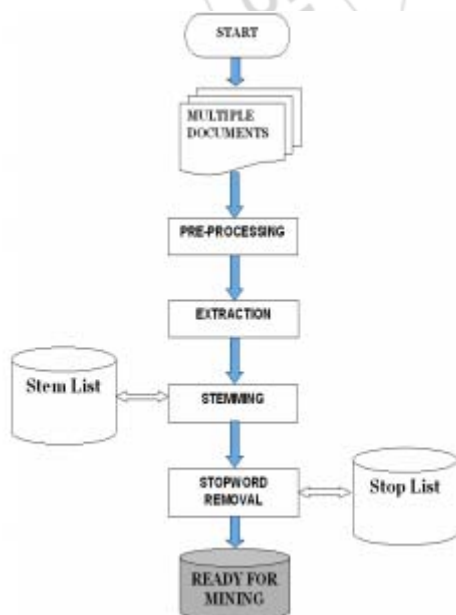 START
MULTIPLE
DOCUMENTS
PRE-PROCESSING
EXTRACTION
Stem List
STEMMING
STOPWORD
REMOVAL
Stop List
READY FOR
MINING